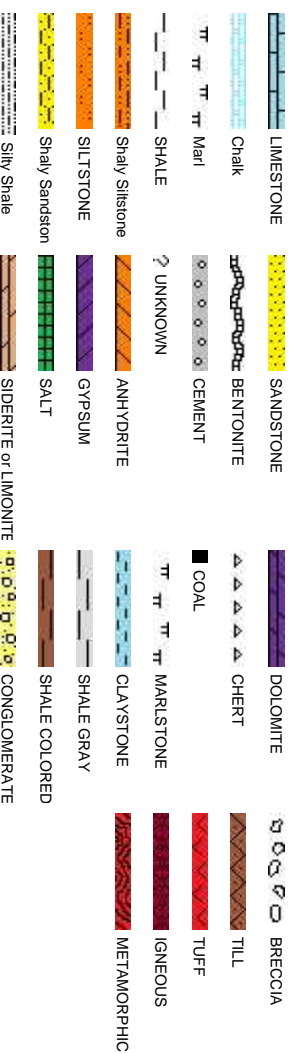 LIMESTONE
Chalk
Marl
SHALE
Shaly Siltstone
SILTSTONE
Shaly Sandston
Silty Shale
SANDSTONE
BENTONITE
CEMENT
? UNKNOWN
ANHYDRITE
GYPSUM
SALT
SIDERITE or LIMONITE
DOLOMITE
CHERT
COAL
MARLSTONE
CLAYSTONE
SHALE GRAY
SHALE COLORED
CONGLOMERATE
BRECCIA
TILL
TUFF
IGNEOUS
METAMORPHIC